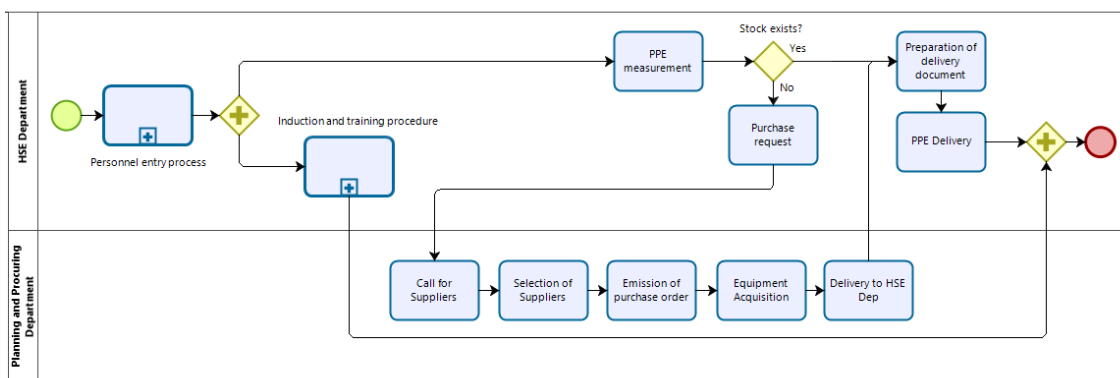 HSE Department
Personnel entry process
Induction and training procedure
PPE
measurement
Stock exists?
Yes
No
Purchase
request
Preparation of
delivery
document
PPE Delivery
Planning and Procuring
Department
Call for
Suppliers
Selection of
Suppliers
Emission of
purchase order
Equipment
Acquisition
Delivery to HSE
Dep